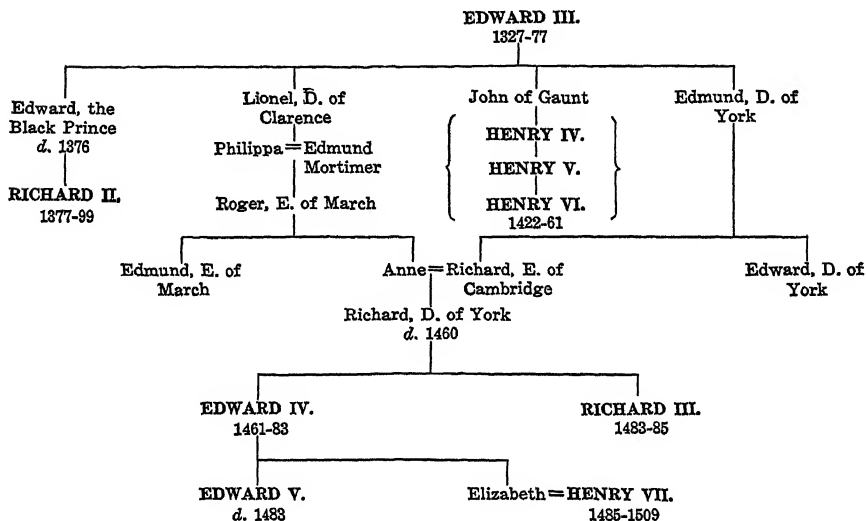 EDWARD III.
1327-77
Edward, the
Black Prince
d. 1376
RICHARD II.
1377-99
Lionel, D. of
Clarence
Philippa = Edmund
Mortimer
Roger, E. of March
John of Gaunt
HENRY IV.
HENRY V.
HENRY VI.
1422-61
Edmund, D. of
York
Edmund, E. of
March
Anne = Richard, E. of
Cambridge
Edward, D. of
York
Richard, D. of York
d. 1460
EDWARD IV.
1461-83
RICHARD III.
1483-85
EDWARD V.
d. 1483
Elizabeth = HENRY VII.
1485-1509